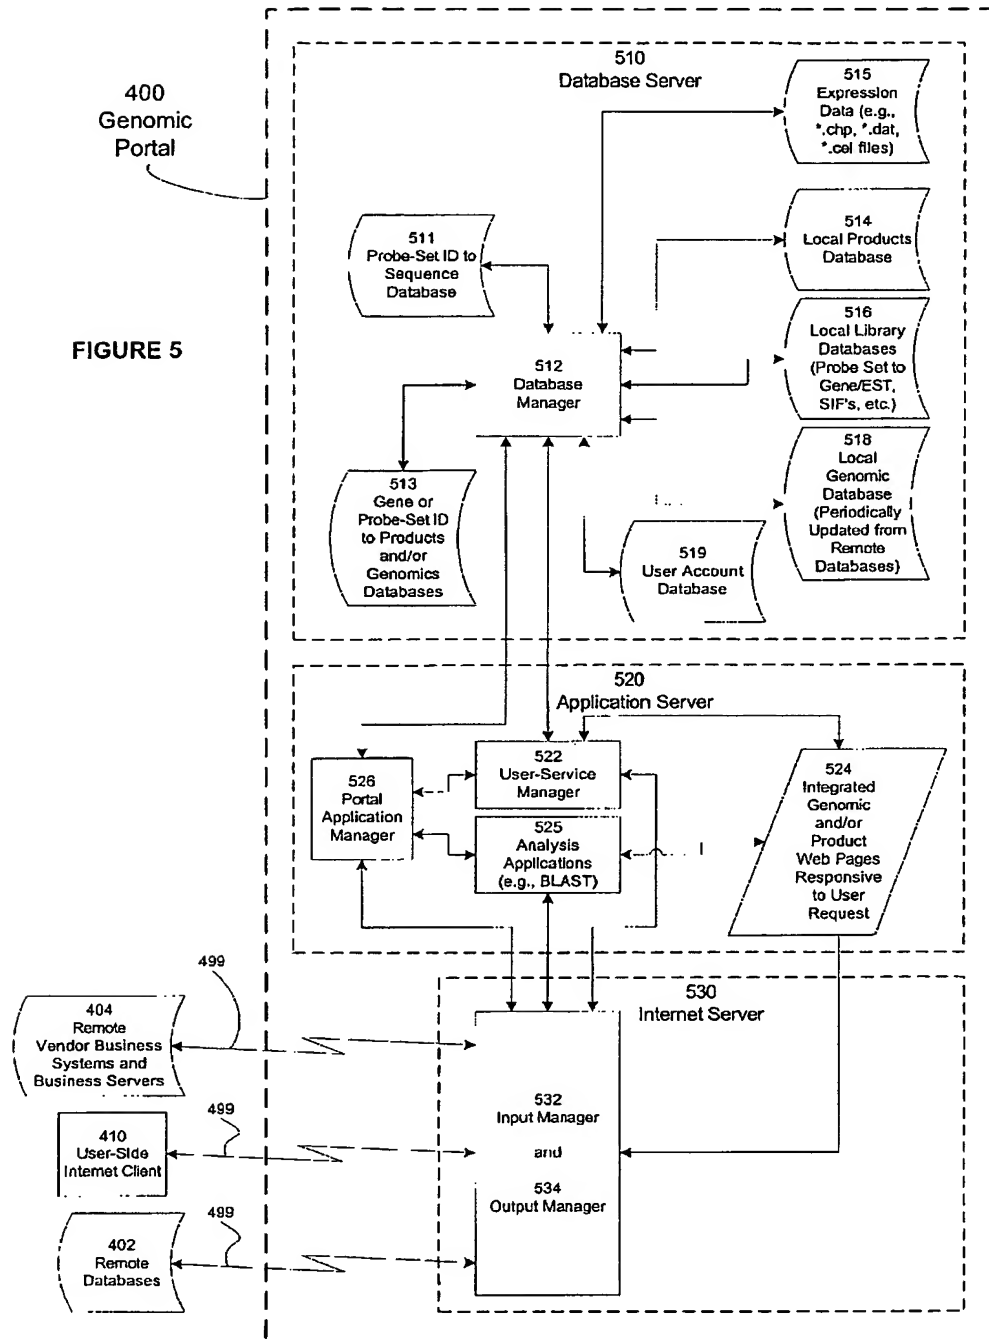 400
Genomic
Portal
FIGURE 5
510
Database Server
515
Expression
Data (e.g.,
*.chp, *.dat,
*.cel files)
511
Probe-Set ID to
Sequence
Database
514
Local Products
Database
512
Database
Manager
516
Local Library
Databases
(Probe Set to
Gene/EST,
SIF's, etc.)
513
Gene or
Probe-Set ID
to Products
and/or
Genomics
Databases
518
Local
Genomic
Database
(Periodically
Updated from
Remote
Databases)
519
User Account
Database
520
Application Server
522
User-Service
Manager
526
Portal
Application
Manager
525
Analysis
Applications
(e.g., BLAST)
524
Integrated
Genomic
and/or
Product
Web Pages
Responsive
to User
Request
530
Internet Server
499
404
Remote
Vendor Business
Systems and
Business Servers
532
Input Manager
and
534
Output Manager
499
410
User-Side
Internet Client
499
402
Remote
Databases